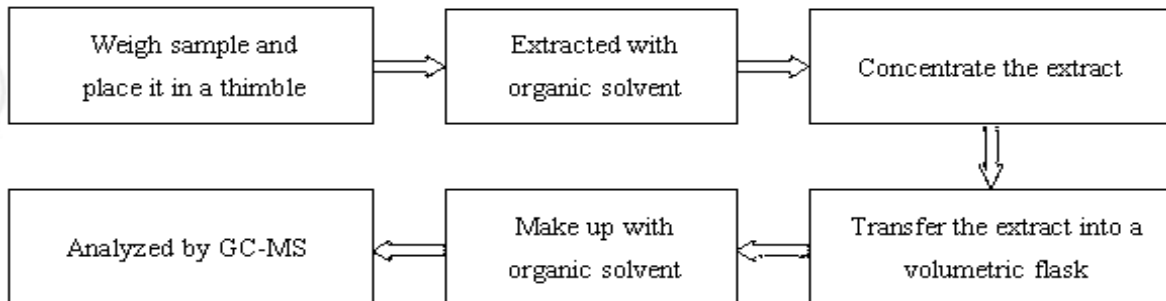 Weigh sample and
place it in a thimble
Extracted with
organic solvent
Concentrate the extract
Transfer the extract into a
volumetric flask
Make up with
organic solvent
Analyzed by GC-MS